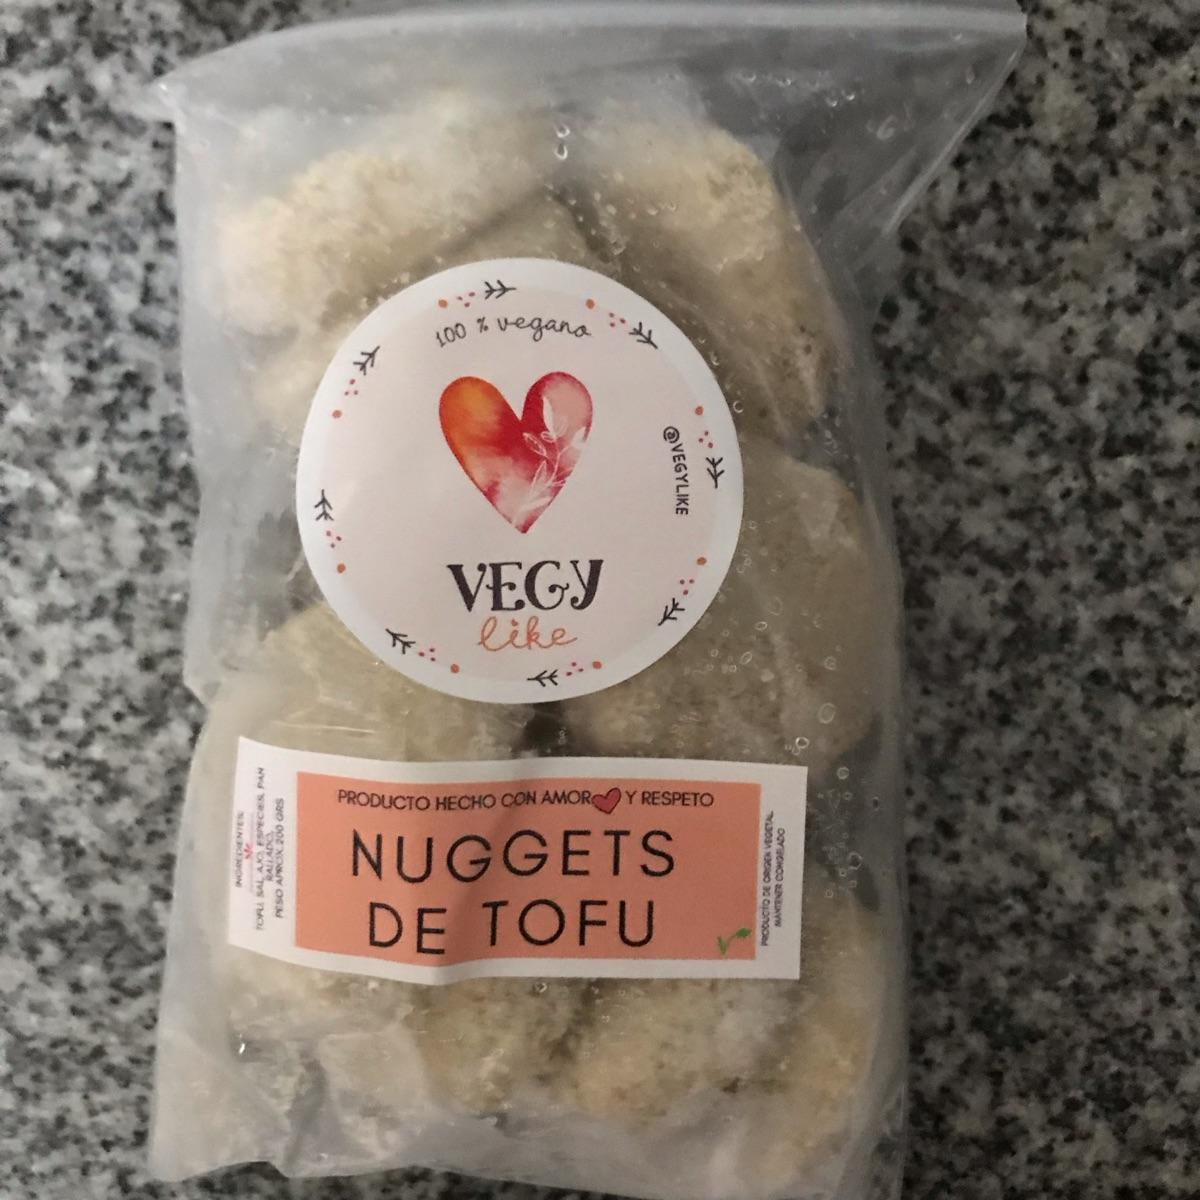 100 % vegano
@VEGYLIKE
VEGY
like
PRODUCTO HECHO CON AMOR Y RESPETO
NUGGETS
DE TOFU
INGREDIENTES:
TOFU, SAL, AJO, ESPECIES, PAN
RALLADO.
PESO APROX. 200 GRS
PRODUCTO DE ORIGEN VEGETAL
MANTENER CONGELADO